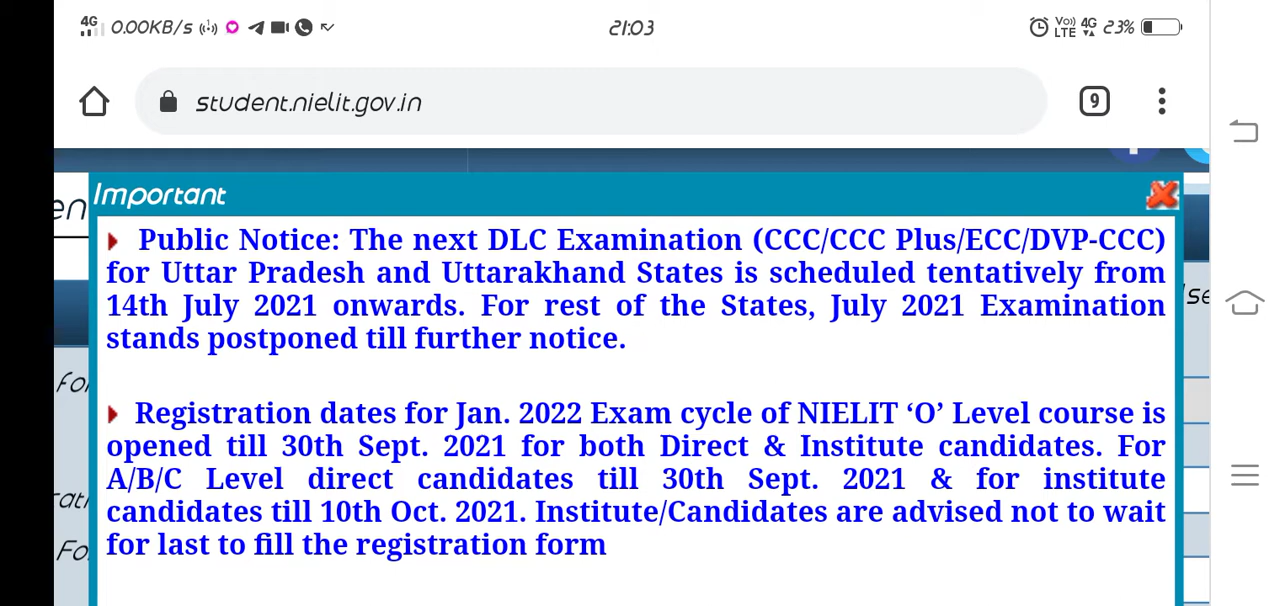 4G 0.00KB/s 21:03 Vo) LTE 4G 23%
student.nielit.gov.in 9
en Important
Public Notice: The next DLC Examination (CCC/CCC Plus/ECC/DVP-CCC)
for Uttar Pradesh and Uttarakhand States is scheduled tentatively from
14th July 2021 onwards. For rest of the States, July 2021 Examination
stands postponed till further notice.
Registration dates for Jan. 2022 Exam cycle of NIELIT ‘O’ Level course is
opened till 30th Sept. 2021 for both Direct & Institute candidates. For
A/B/C Level direct candidates till 30th Sept. 2021 & for institute
candidates till 10th Oct. 2021. Institute/Candidates are advised not to wait
for last to fill the registration form